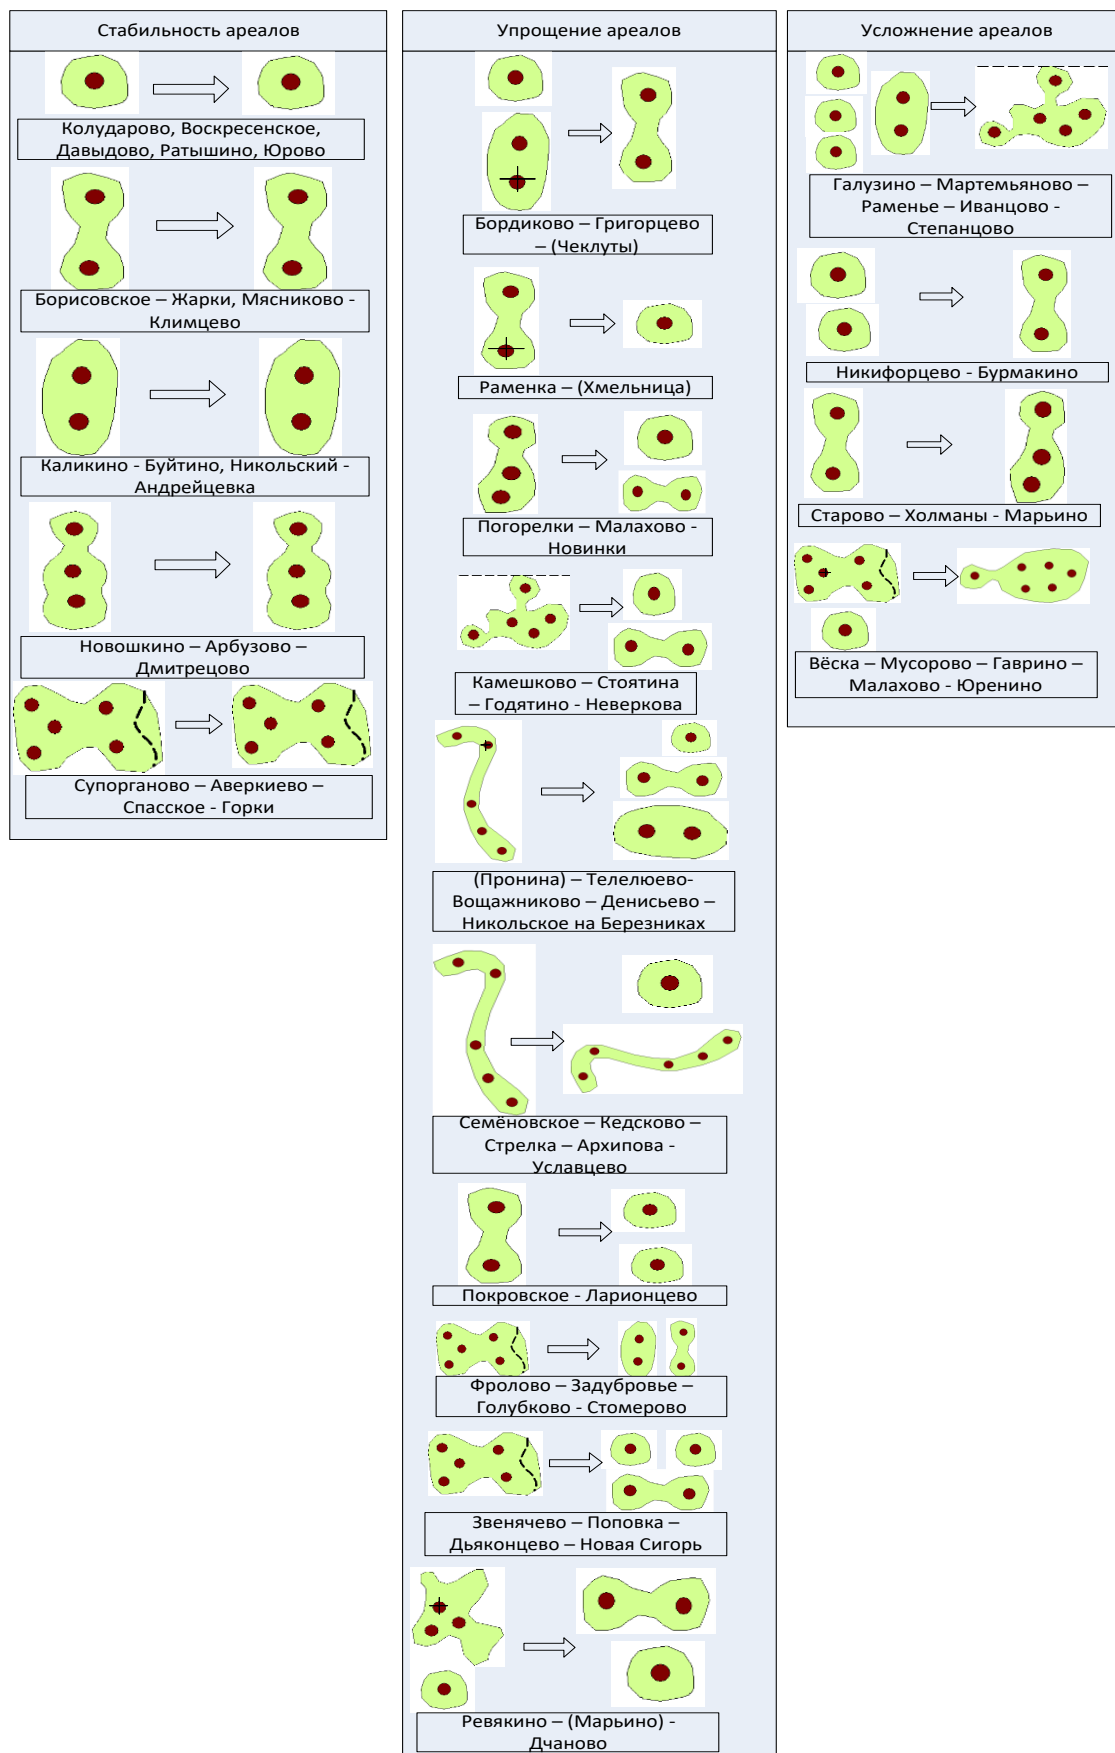 Стабильность ареалов
Колударово, Воскресенское,
Давыдово, Ратышино, Юрово
Борисовское – Жарки, Мясниково -
Климцево
Каликино - Буйтино, Никольский -
Андрейцевка
Новошкино – Арбузово –
Дмитрецово
Супорганово – Аверкиево –
Спасское - Горки
Упрощение ареалов
Бордиково – Григорцево
– (Чеклуты)
Раменка – (Хмельница)
Погорелки – Малахово -
Новинки
Камешково – Стоятина
– Годятино - Неверкова
(Пронина) – Телелюево-
Вощажниково – Денисьево –
Никольское на Березниках
Семёновское – Кедсково –
Стрелка – Архипова -
Уславцево
Покровское - Ларионцево
Фролово – Задубровье –
Голубково - Стомерово
Звенячево – Поповка –
Дьяконцево – Новая Сигорь
Ревякино – (Марьино) -
Дчаново
Усложнение ареалов
Галузино – Мартемьяново –
Раменье – Иванцово -
Степанцово
Никифорцево - Бурмакино
Старово – Холманы - Марьино
Вёска – Мусорово – Гаврино –
Малахово - Юренино